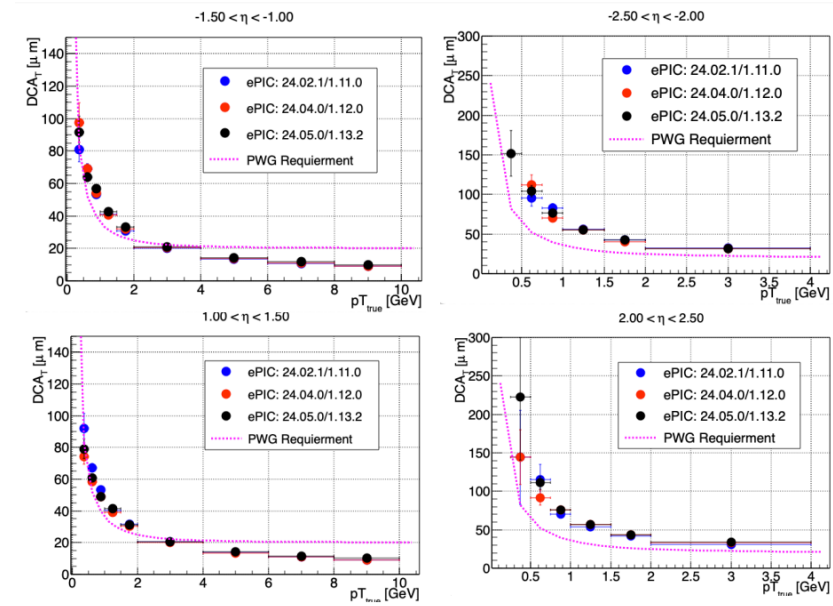 -1.50 < η < -1.00
DCA_T [μ m]
140
120
100
80
60
40
20
0
ePIC: 24.02.1/1.11.0
ePIC: 24.04.0/1.12.0
ePIC: 24.05.0/1.13.2
PWG Requierment
0 2 4 6 8 10
pT_true [GeV]
-2.50 < η < -2.00
DCA_T [μ m]
300
250
200
150
100
50
0
ePIC: 24.02.1/1.11.0
ePIC: 24.04.0/1.12.0
ePIC: 24.05.0/1.13.2
PWG Requierment
0.5 1 1.5 2 2.5 3 3.5 4
pT_true [GeV]
1.00 < η < 1.50
DCA_T [μ m]
140
120
100
80
60
40
20
0
ePIC: 24.02.1/1.11.0
ePIC: 24.04.0/1.12.0
ePIC: 24.05.0/1.13.2
PWG Requierment
0 2 4 6 8 10
pT_true [GeV]
2.00 < η < 2.50
DCA_T [μ m]
300
250
200
150
100
50
0
ePIC: 24.02.1/1.11.0
ePIC: 24.04.0/1.12.0
ePIC: 24.05.0/1.13.2
PWG Requierment
0.5 1 1.5 2 2.5 3 3.5 4
pT_true [GeV]